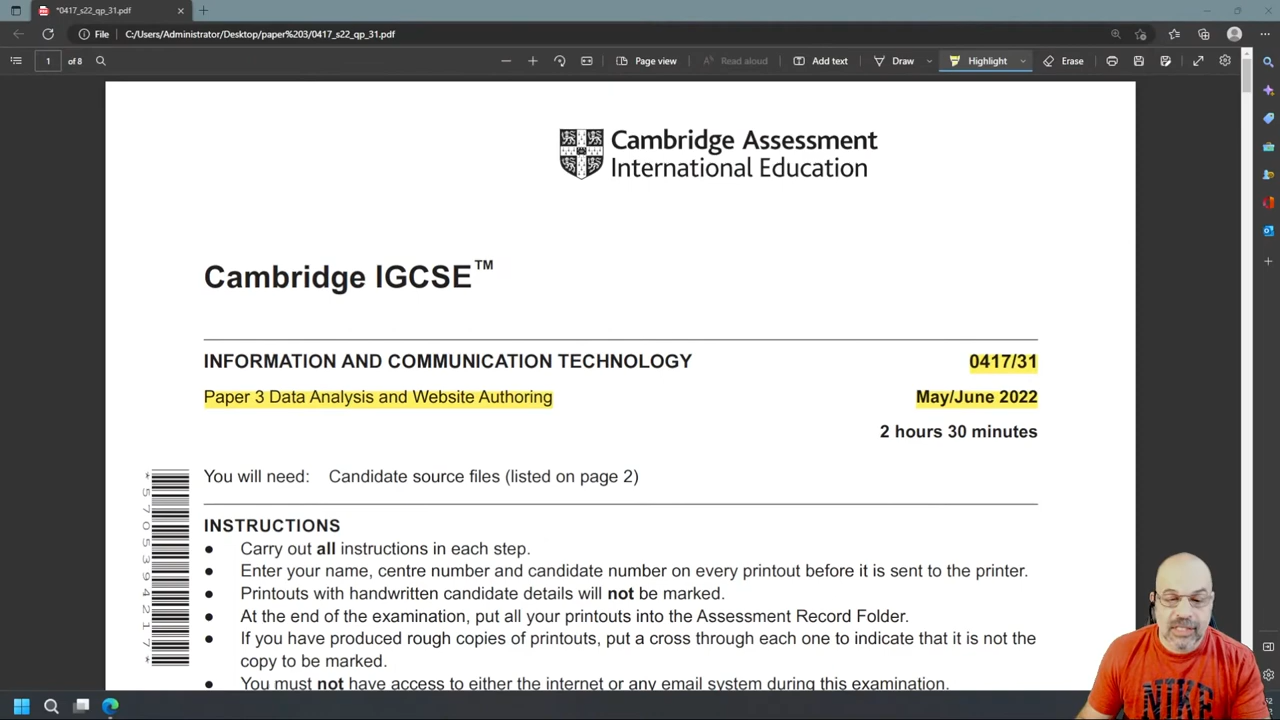 *0417_s22_qp_31.pdf
File C:/Users/Administrator/Desktop/paper%203/0417_s22_qp_31.pdf
1 of 8 Page view Read aloud Add text Draw Highlight Erase
Cambridge Assessment
International Education
Cambridge IGCSE™
INFORMATION AND COMMUNICATION TECHNOLOGY 0417/31
Paper 3 Data Analysis and Website Authoring May/June 2022
2 hours 30 minutes
You will need: Candidate source files (listed on page 2)
*5705394217*
INSTRUCTIONS
● Carry out all instructions in each step.
● Enter your name, centre number and candidate number on every printout before it is sent to the printer.
● Printouts with handwritten candidate details will not be marked.
● At the end of the examination, put all your printouts into the Assessment Record Folder.
● If you have produced rough copies of printouts, put a cross through each one to indicate that it is not the
copy to be marked.
● You must not have access to either the internet or any email system during this examination.
NIKE